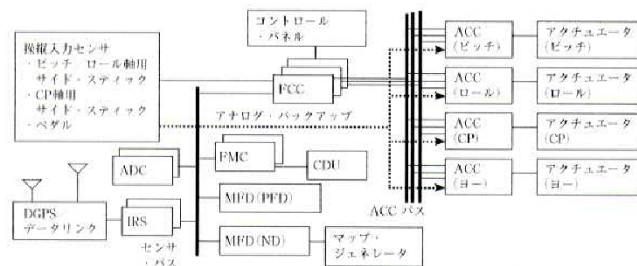 コントロール
・パネル
操縦入力センサ
・ピッチ/ロール軸用
サイド・スティック
・CP軸用
サイド・スティック
・ペダル
FCC
アナログ・バックアップ
ACC
(ピッチ)
アクチュエータ
(ピッチ)
ACC
(ロール)
アクチュエータ
(ロール)
ACC
(CP)
アクチュエータ
(CP)
ACC
(ヨー)
アクチュエータ
(ヨー)
ACC バス
ADC
FMC
CDU
MFD(PFD)
DGPS
データリンク
IRS
センサ
・バス
MFD(ND)
マップ・
ジェネレータ